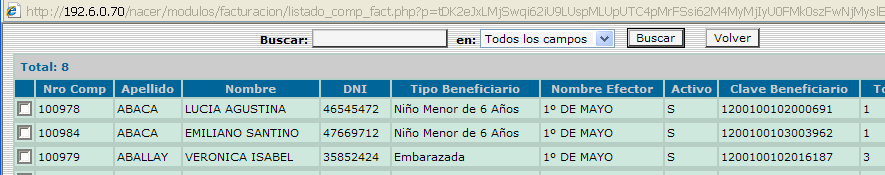 http://192.6.0.70/nacer/modulos/facturacion/listado_comp_fact.php?p=
Buscar: en: Todos los campos Buscar Volver
Total: 8
Nro Comp Apellido Nombre DNI Tipo Beneficiario Nombre Efector Activo Clave Beneficiario
100978 ABACA LUCIA AGUSTINA 46545472 Niño Menor de 6 Años 1º DE MAYO S 1200100102000691 1
100984 ABACA EMILIANO SANTINO 47669712 Niño Menor de 6 Años 1º DE MAYO S 1200100103003962 1
100979 ABALLAY VERONICA ISABEL 35852424 Embarazada 1º DE MAYO S 1200100102016187 3